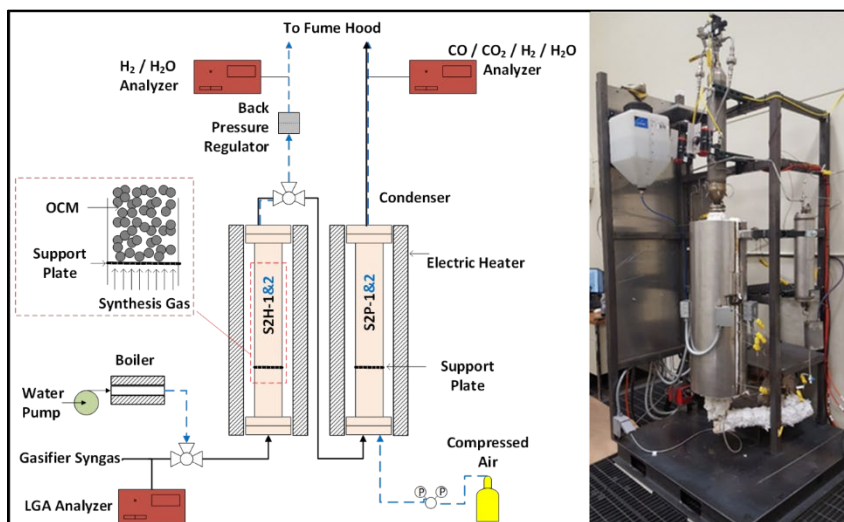 To Fume Hood
H₂ / H₂O
Analyzer
CO / CO₂ / H₂ / H₂O
Analyzer
Back
Pressure
Regulator
OCM
Condenser
Support
Plate
Electric Heater
Synthesis Gas
S2H-1&2
S2P-1&2
Boiler
Support
Plate
Water
Pump
Compressed
Air
Gasifier Syngas
P
P
LGA Analyzer